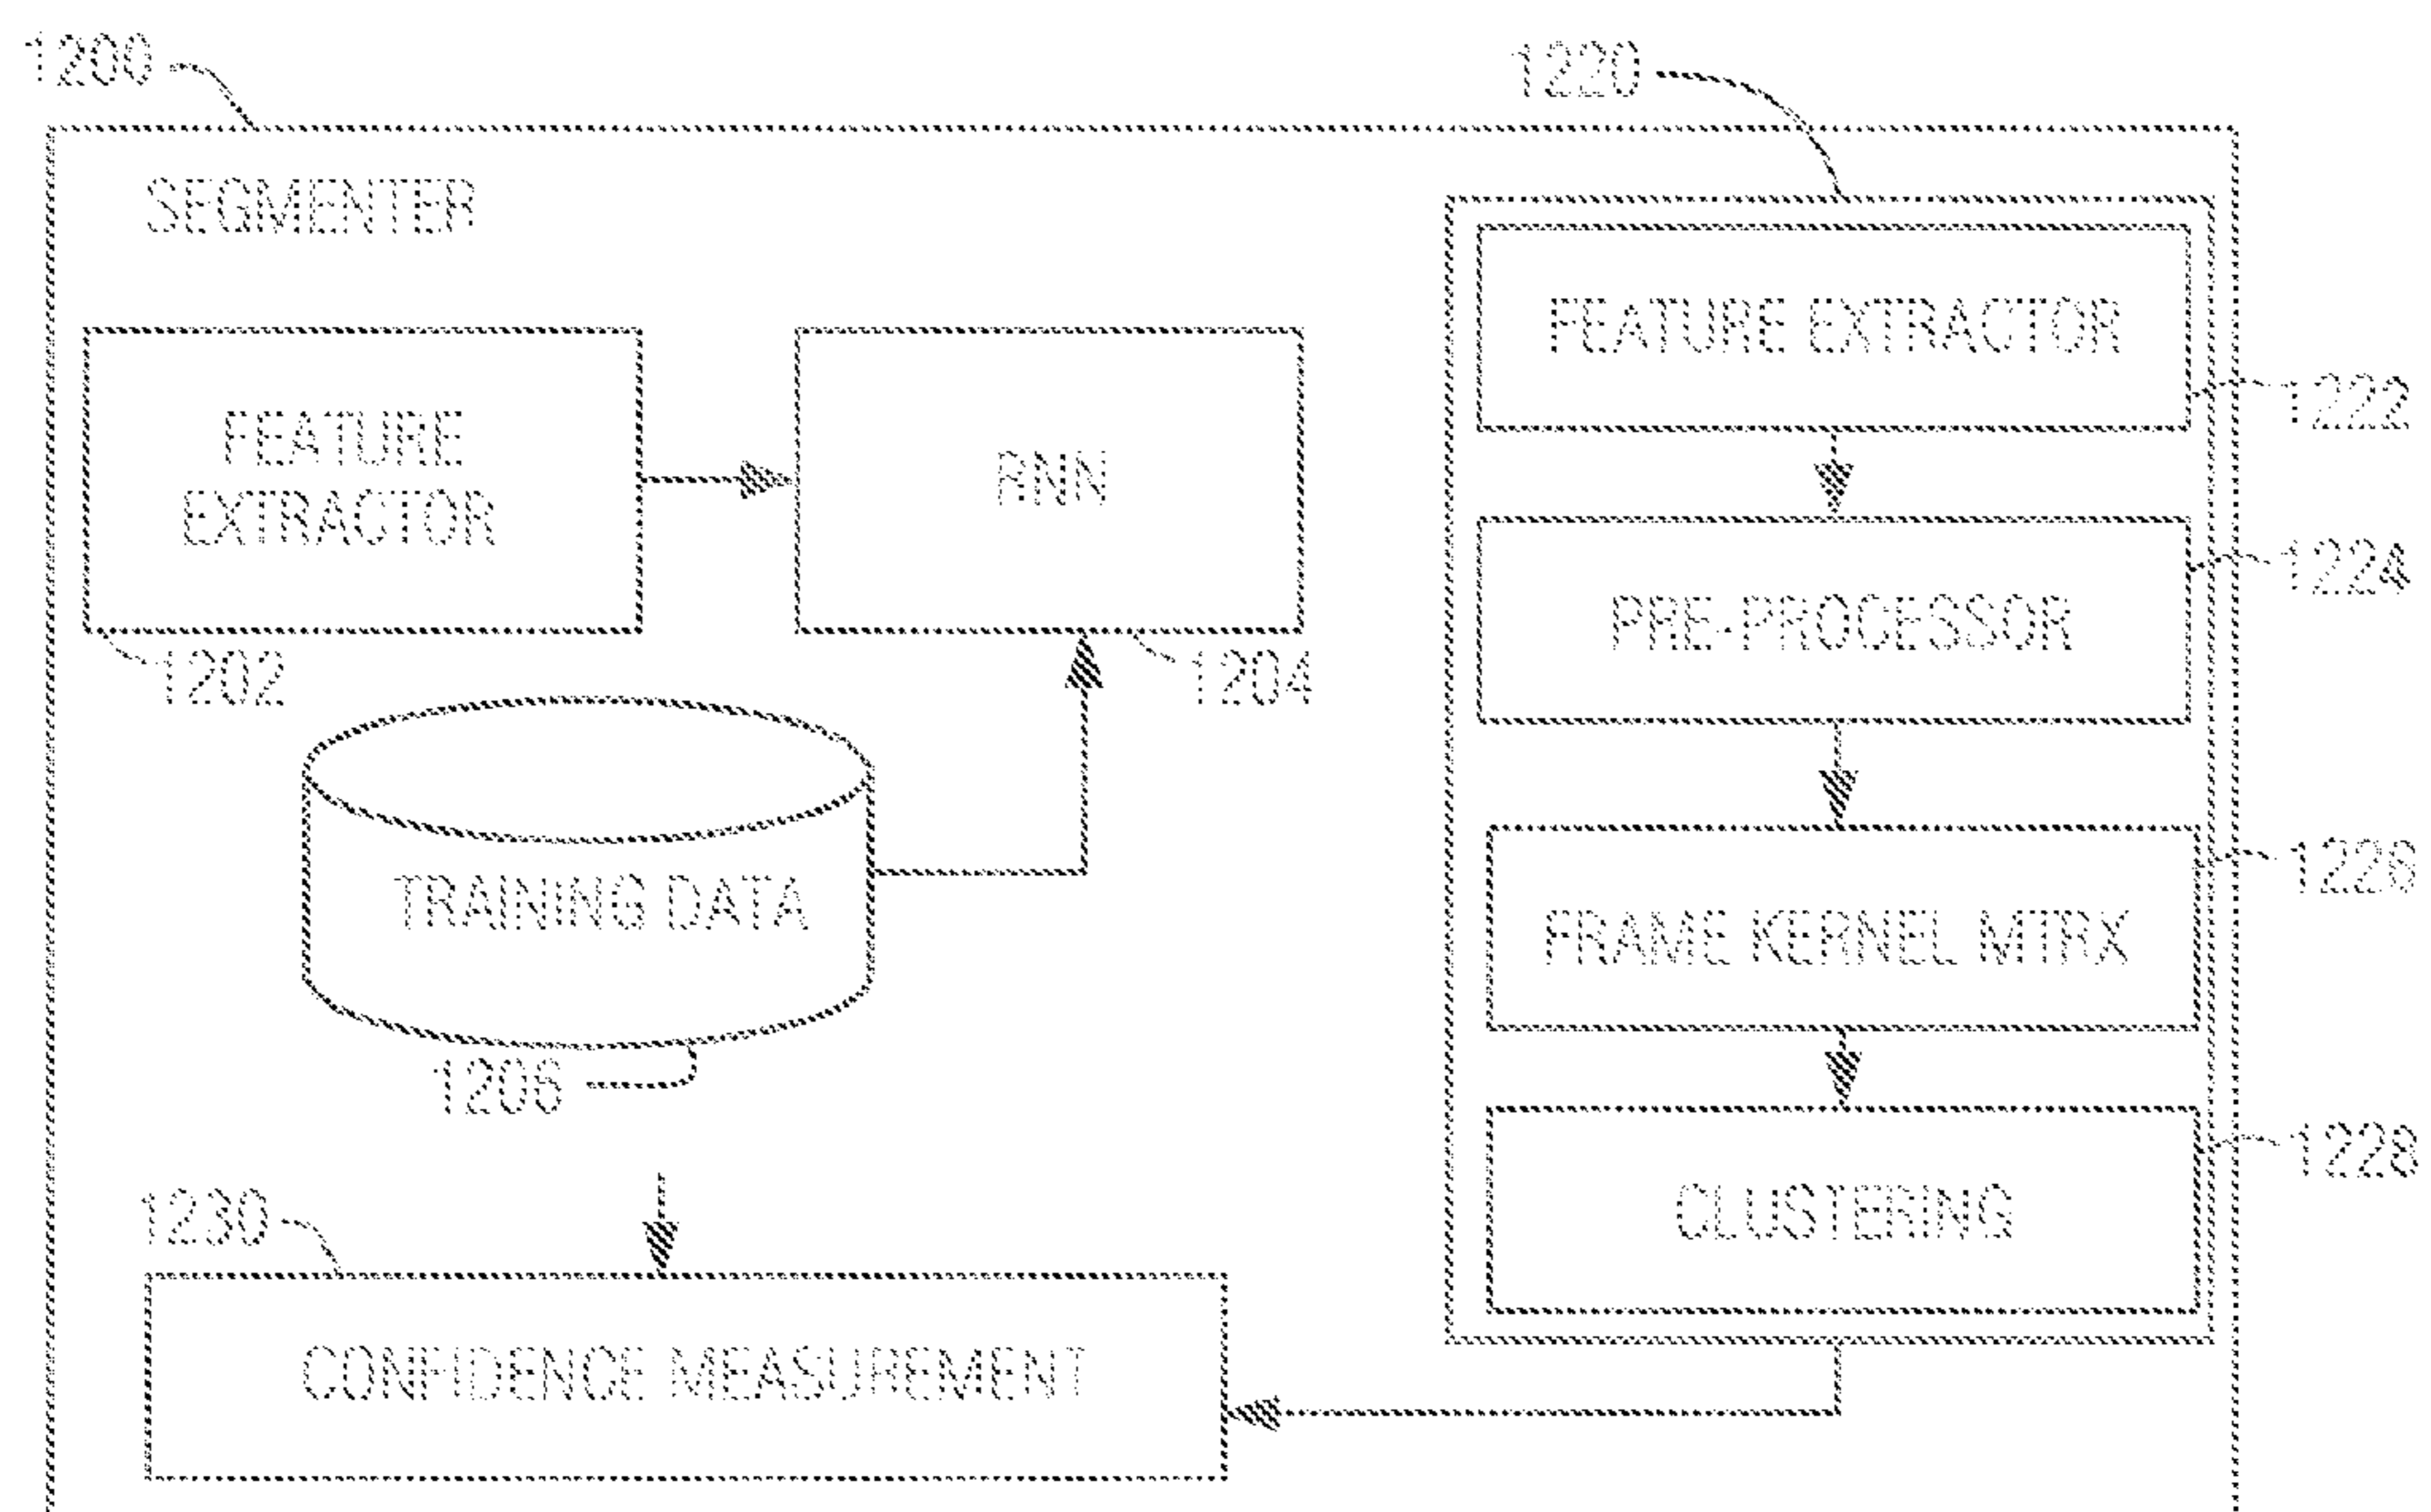 1200
1220
SEGMENTER
FEATURE EXTRACTOR
1222
FEATURE
EXTRACTOR
RNN
1224
PRE-PROCESSOR
1202
1204
1226
TRAINING DATA
FRAME KERNEL MTRX
1206
1228
1230
CLUSTERING
CONFIDENCE MEASUREMENT